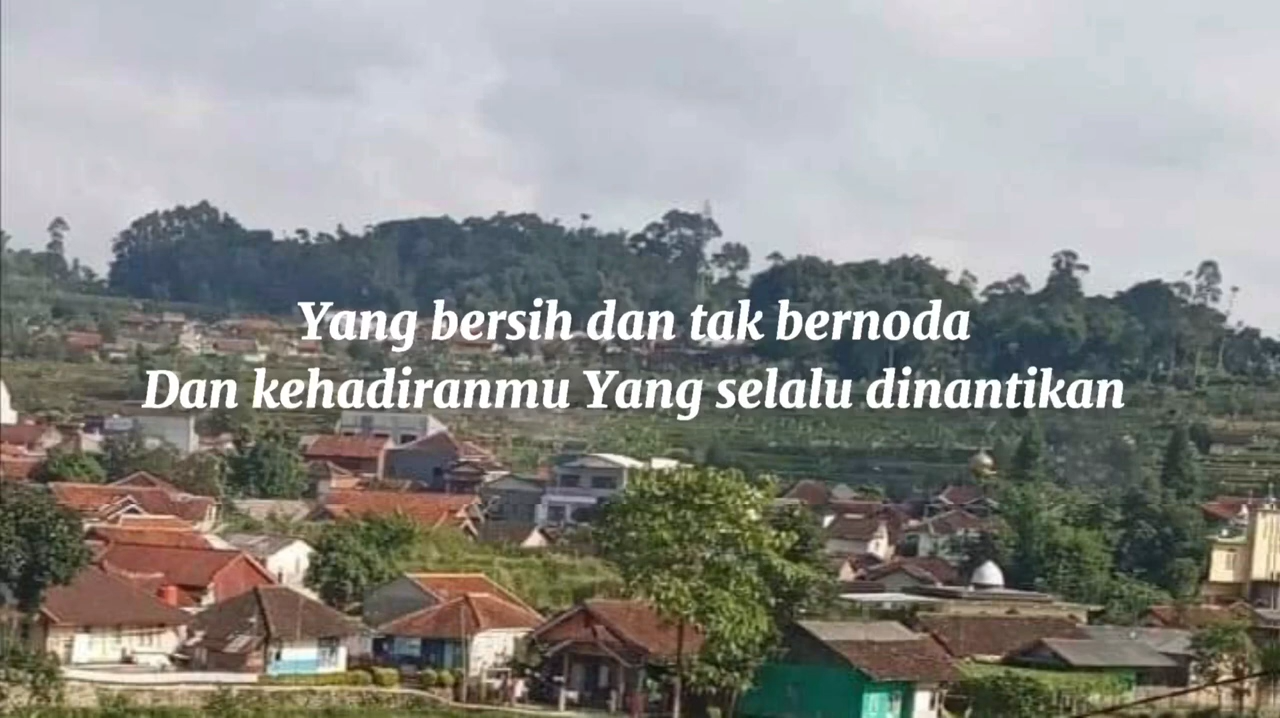 Yang bersih dan tak bernoda
Dan kehadiranmu Yang selalu dinantikan